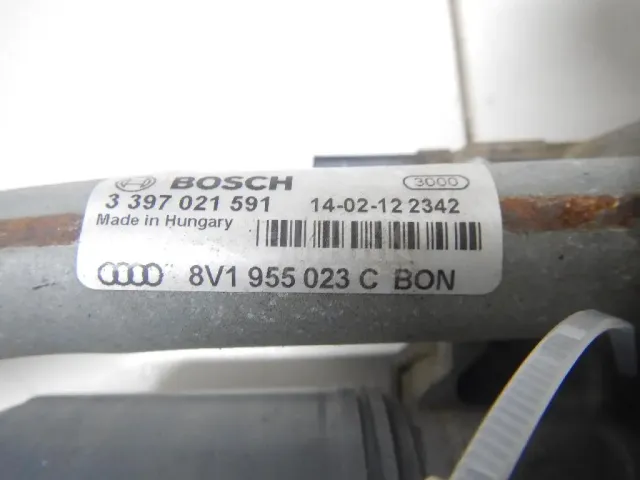 BOSCH 3000
3 397 021 591 14-02-12 2342
Made in Hungary
8V1 955 023 C BON